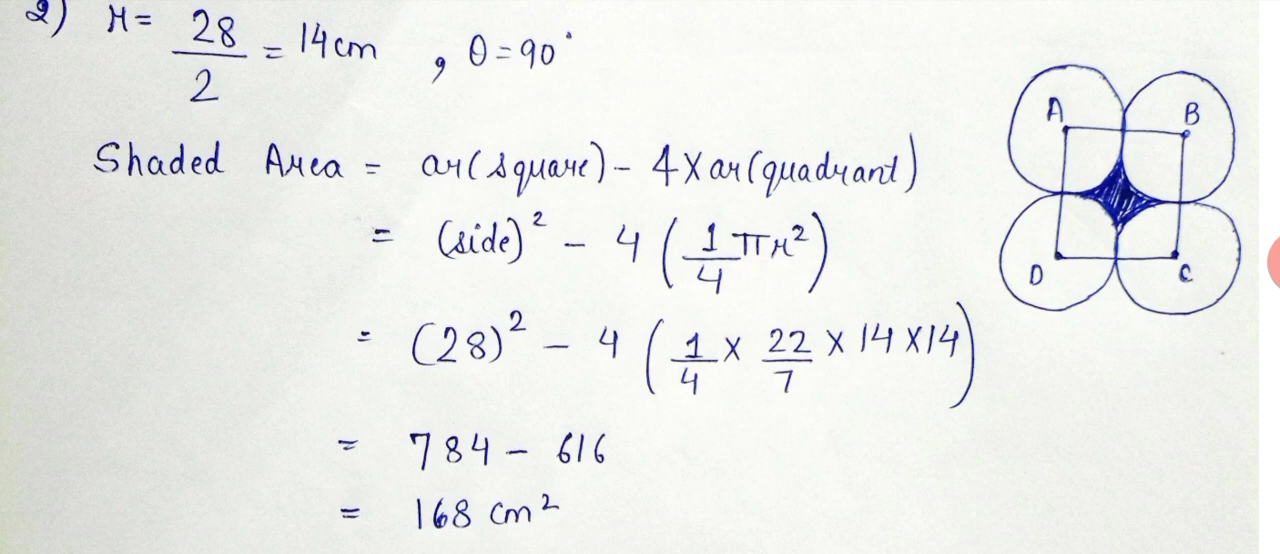 2) r = 28/2 = 14cm , θ = 90°
Shaded Area = ar(square) - 4 × ar(quadrant)
= (side)² - 4 (1/4 πr²)
= (28)² - 4 (1/4 × 22/7 × 14 × 14)
= 784 - 616
= 168 cm²
A B
D C